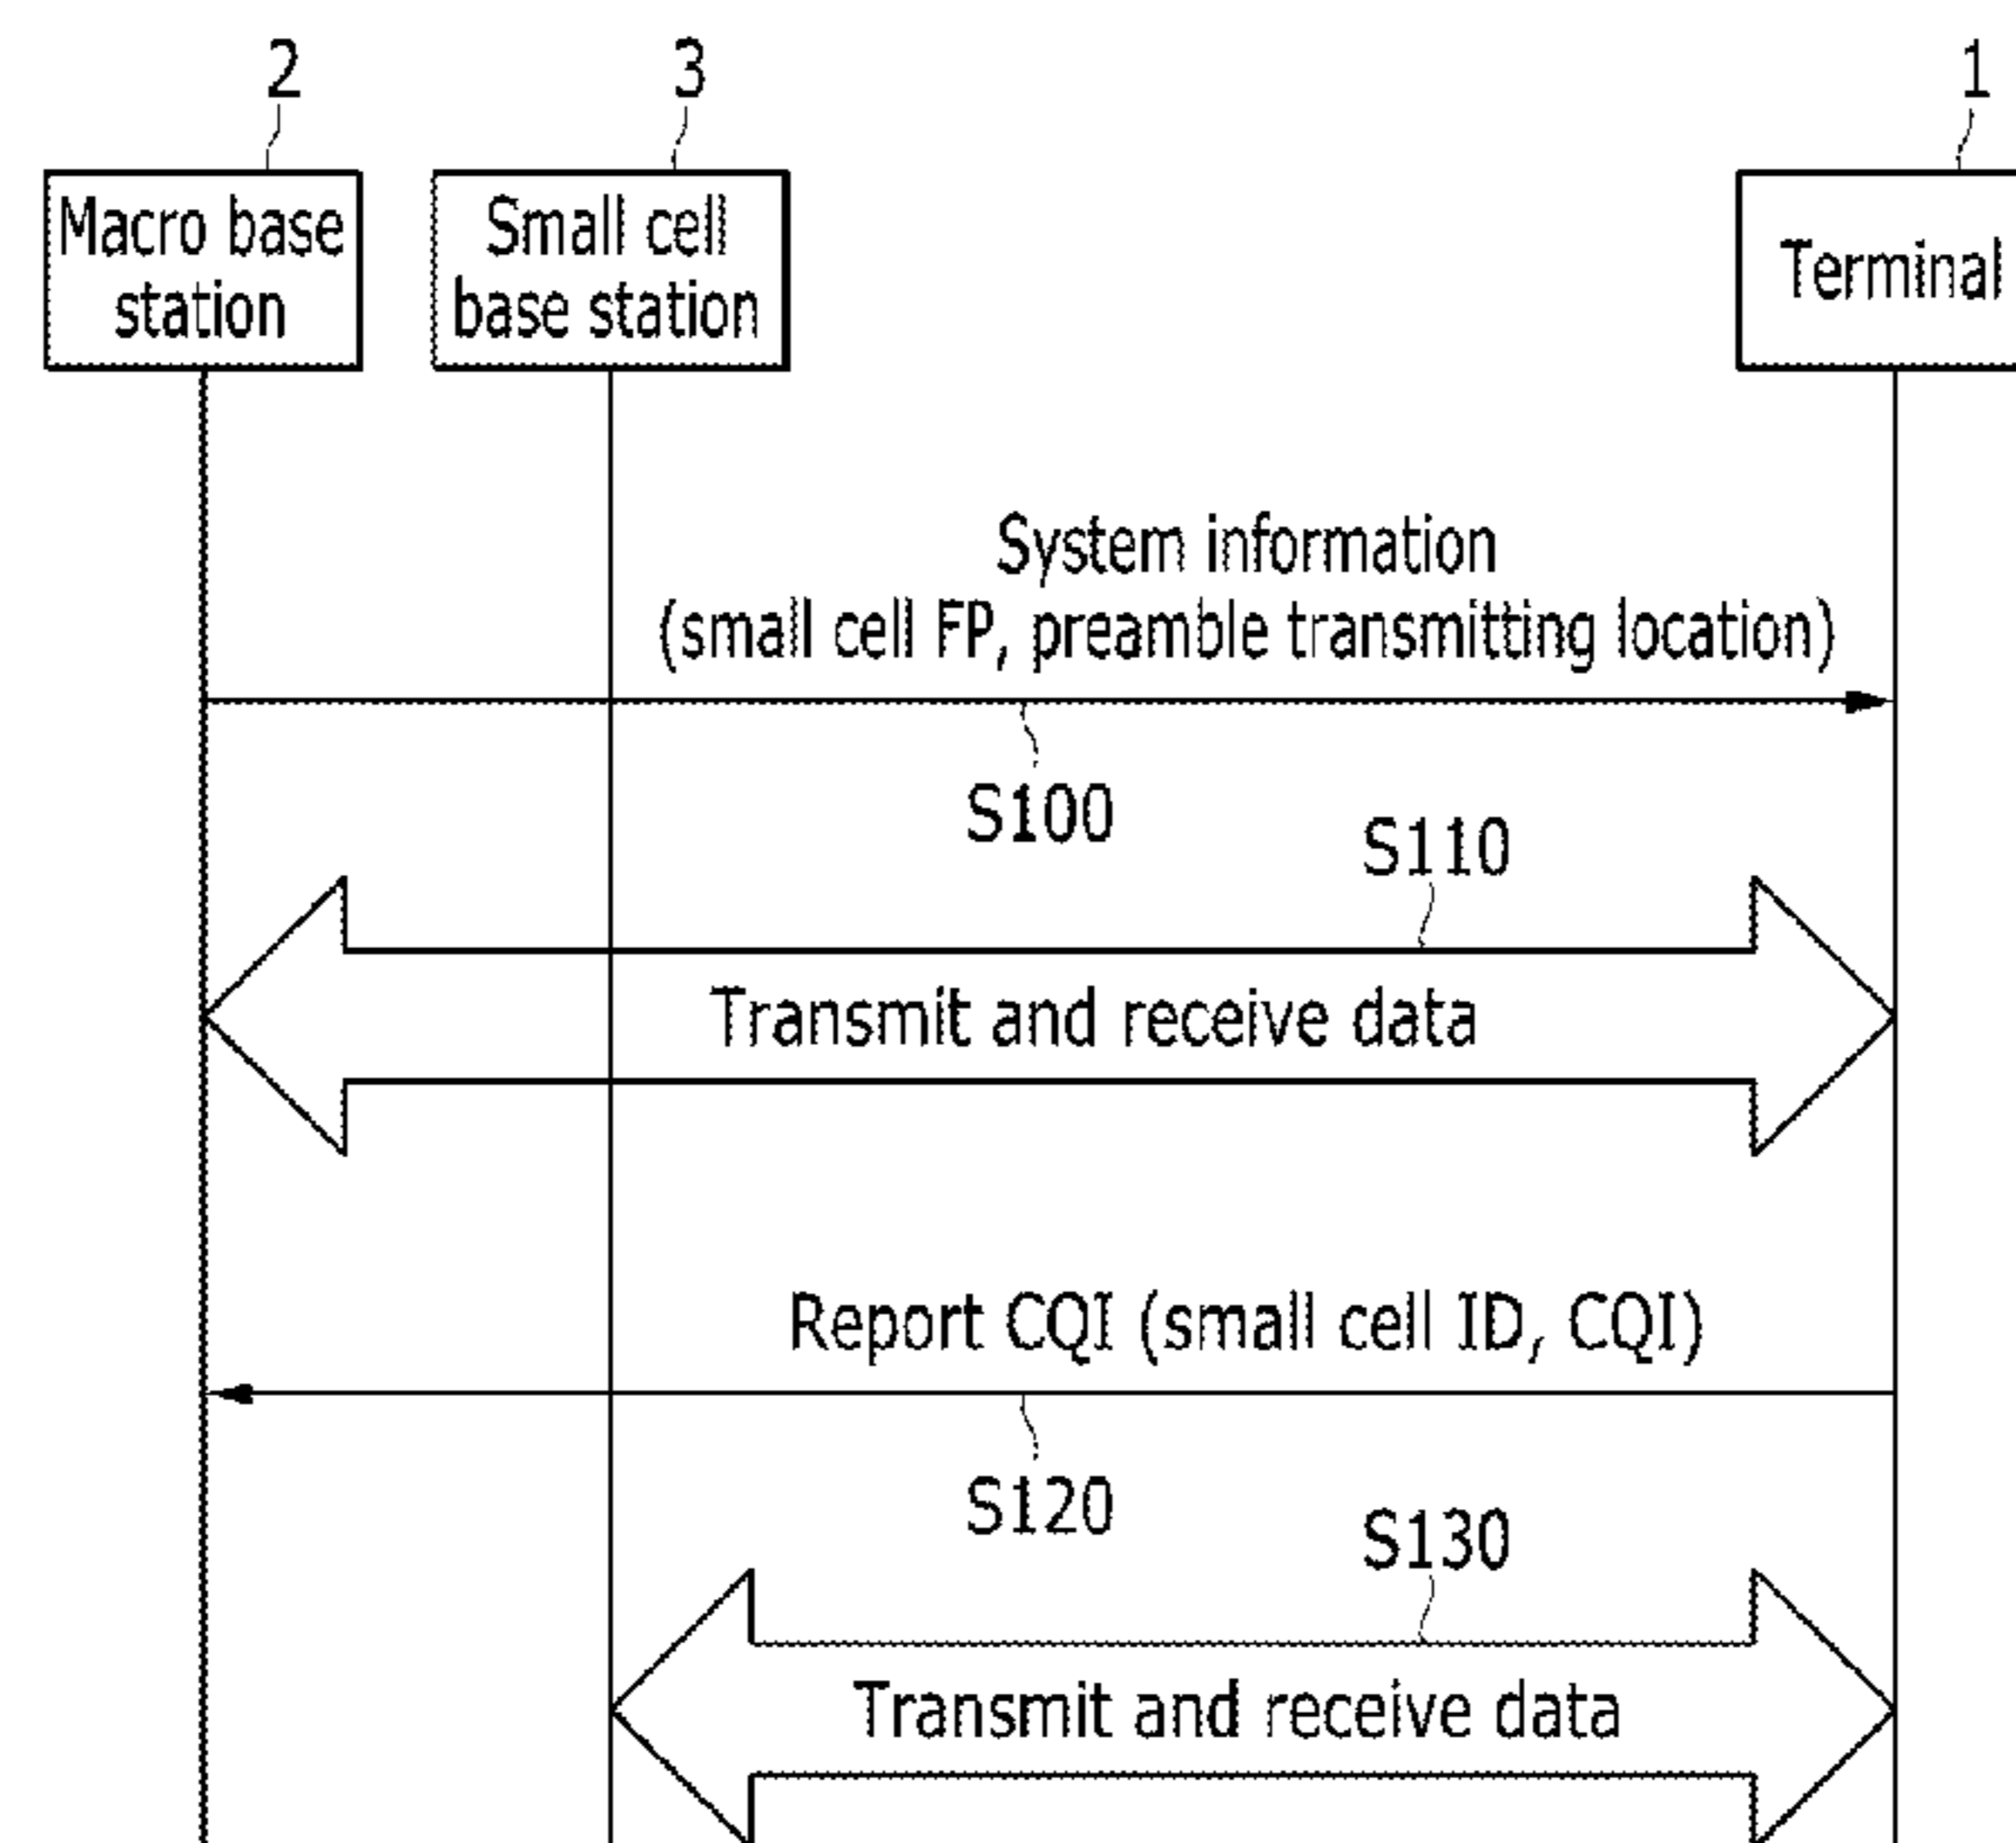 2
3
1
Macro base
station
Small cell
base station
Terminal
System information
(small cell FP, preamble transmitting location)
S100
S110
Transmit and receive data
Report CQI (small cell ID, CQI)
S120
S130
Transmit and receive data